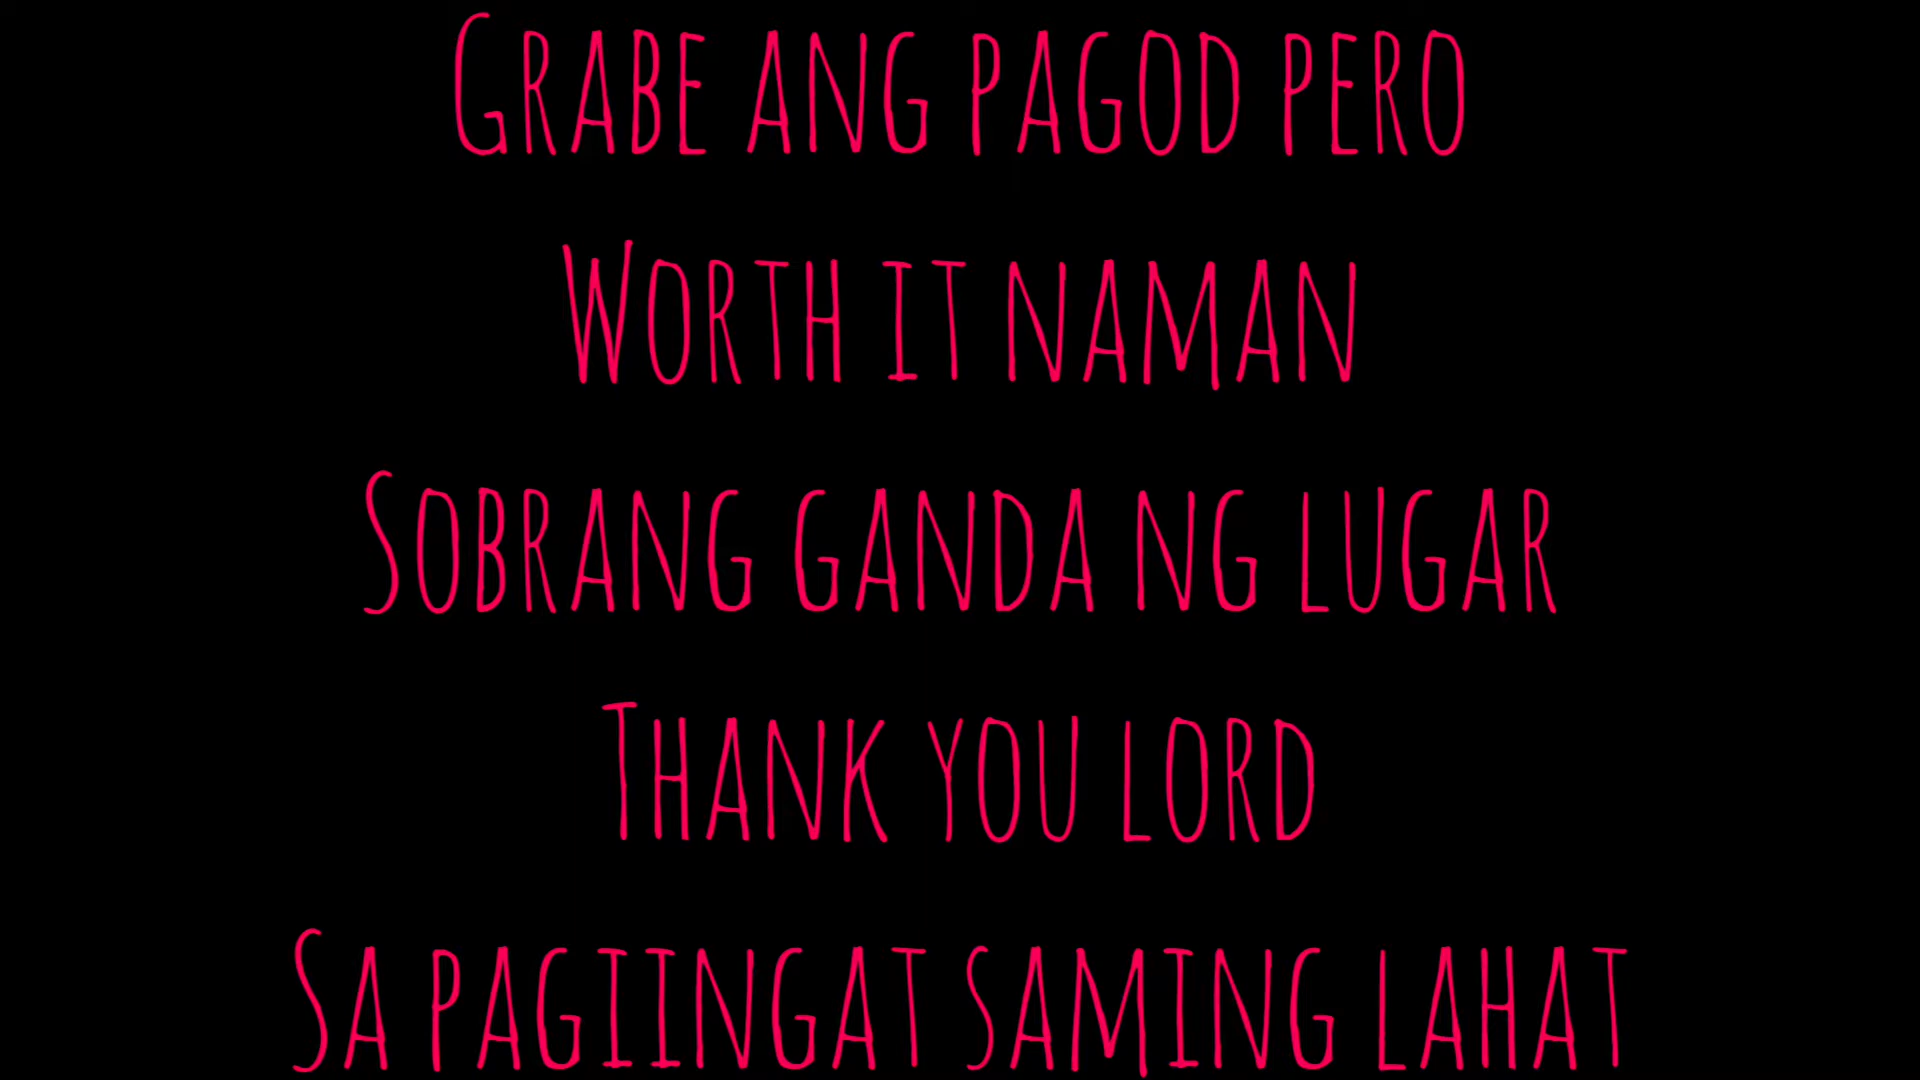 Grabe ang pagod pero
Worth it naman
Sobrang ganda ng lugar
Thank you lord
Sa pagiingat saming lahat